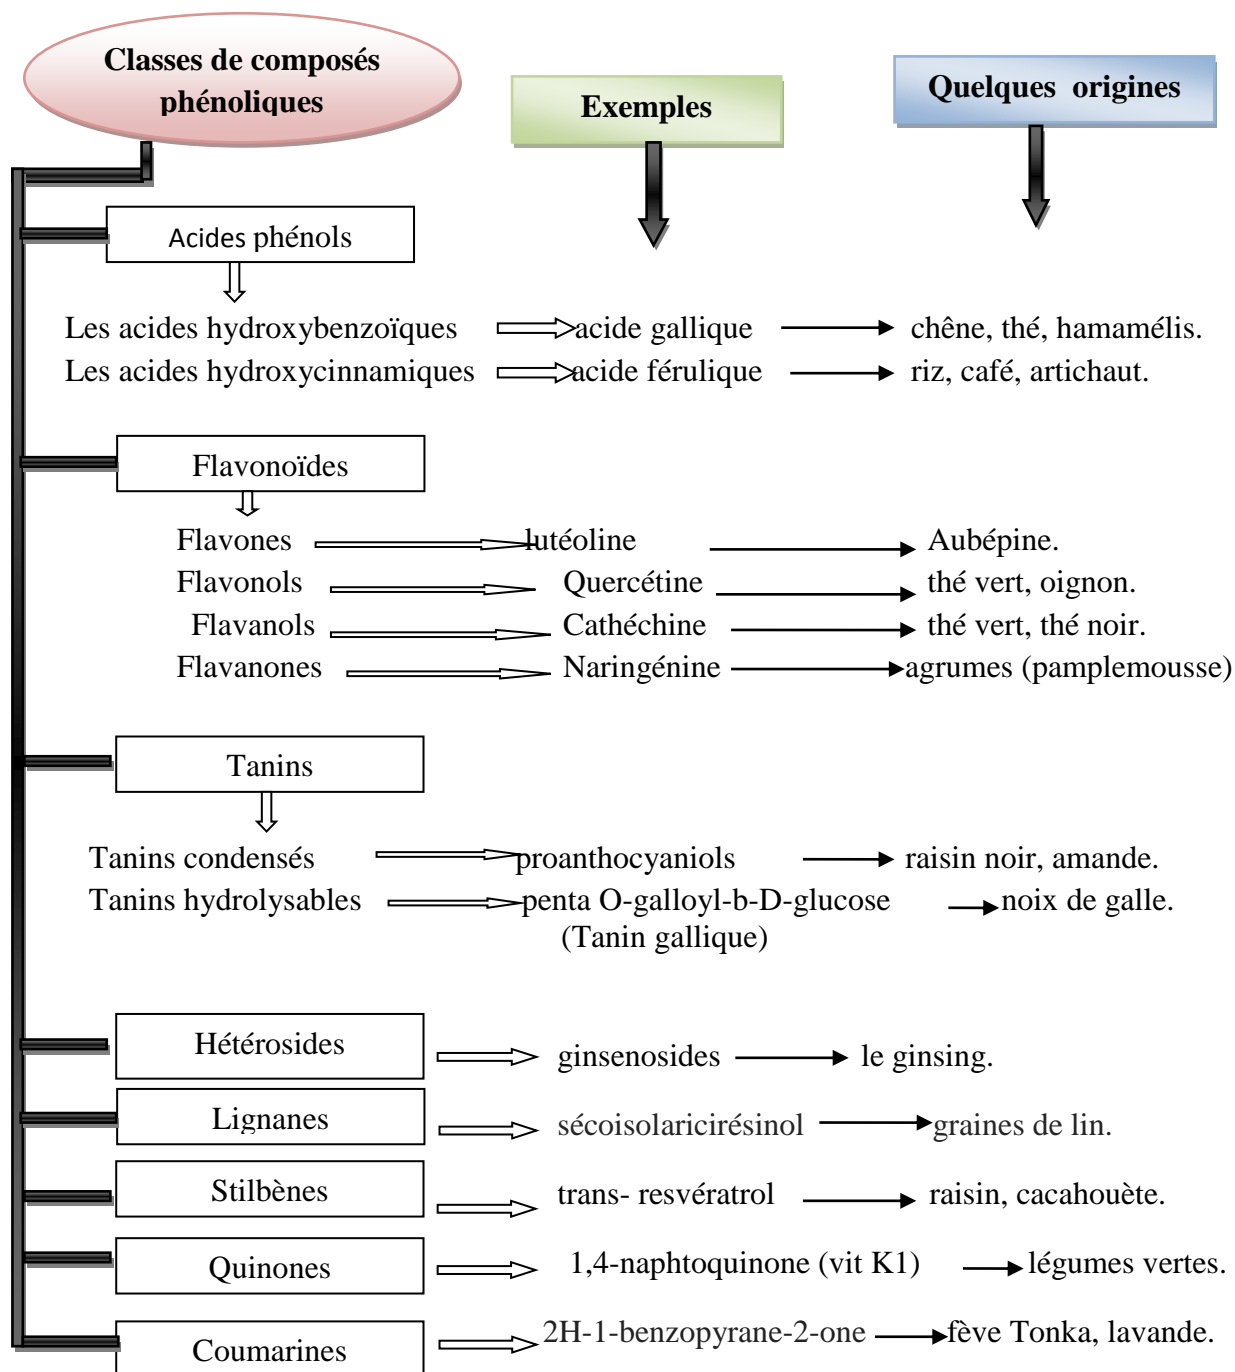 Classes de composés
phénoliques
Exemples
Quelques origines
Acides phénols
Les acides hydroxybenzoïques acide gallique chêne, thé, hamamélis.
Les acides hydroxycinnamiques acide férulique riz, café, artichaut.
Flavonoïdes
Flavones lutéoline Aubépine.
Flavonols Quercétine thé vert, oignon.
Flavanols Cathéchine thé vert, thé noir.
Flavanones Naringénine agrumes (pamplemousse)
Tanins
Tanins condensés proanthocyaniols raisin noir, amande.
Tanins hydrolysables penta O-galloyl-b-D-glucose noix de galle.
(Tanin gallique)
Hétérosides ginsenosides le ginsing.
Lignanes sécoisolaricirésinol graines de lin.
Stilbènes trans- resvératrol raisin, cacahouète.
Quinones 1,4-naphtoquinone (vit K1) légumes vertes.
Coumarines 2H-1-benzopyrane-2-one fève Tonka, lavande.